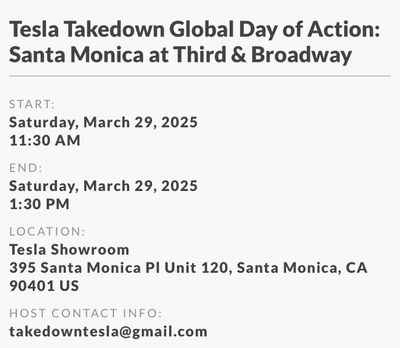 Tesla Takedown Global Day of Action:
Santa Monica at Third & Broadway
START:
Saturday, March 29, 2025
11:30 AM
END:
Saturday, March 29, 2025
1:30 PM
LOCATION:
Tesla Showroom
395 Santa Monica Pl Unit 120, Santa Monica, CA
90401 US
HOST CONTACT INFO:
takedowntesla@gmail.com